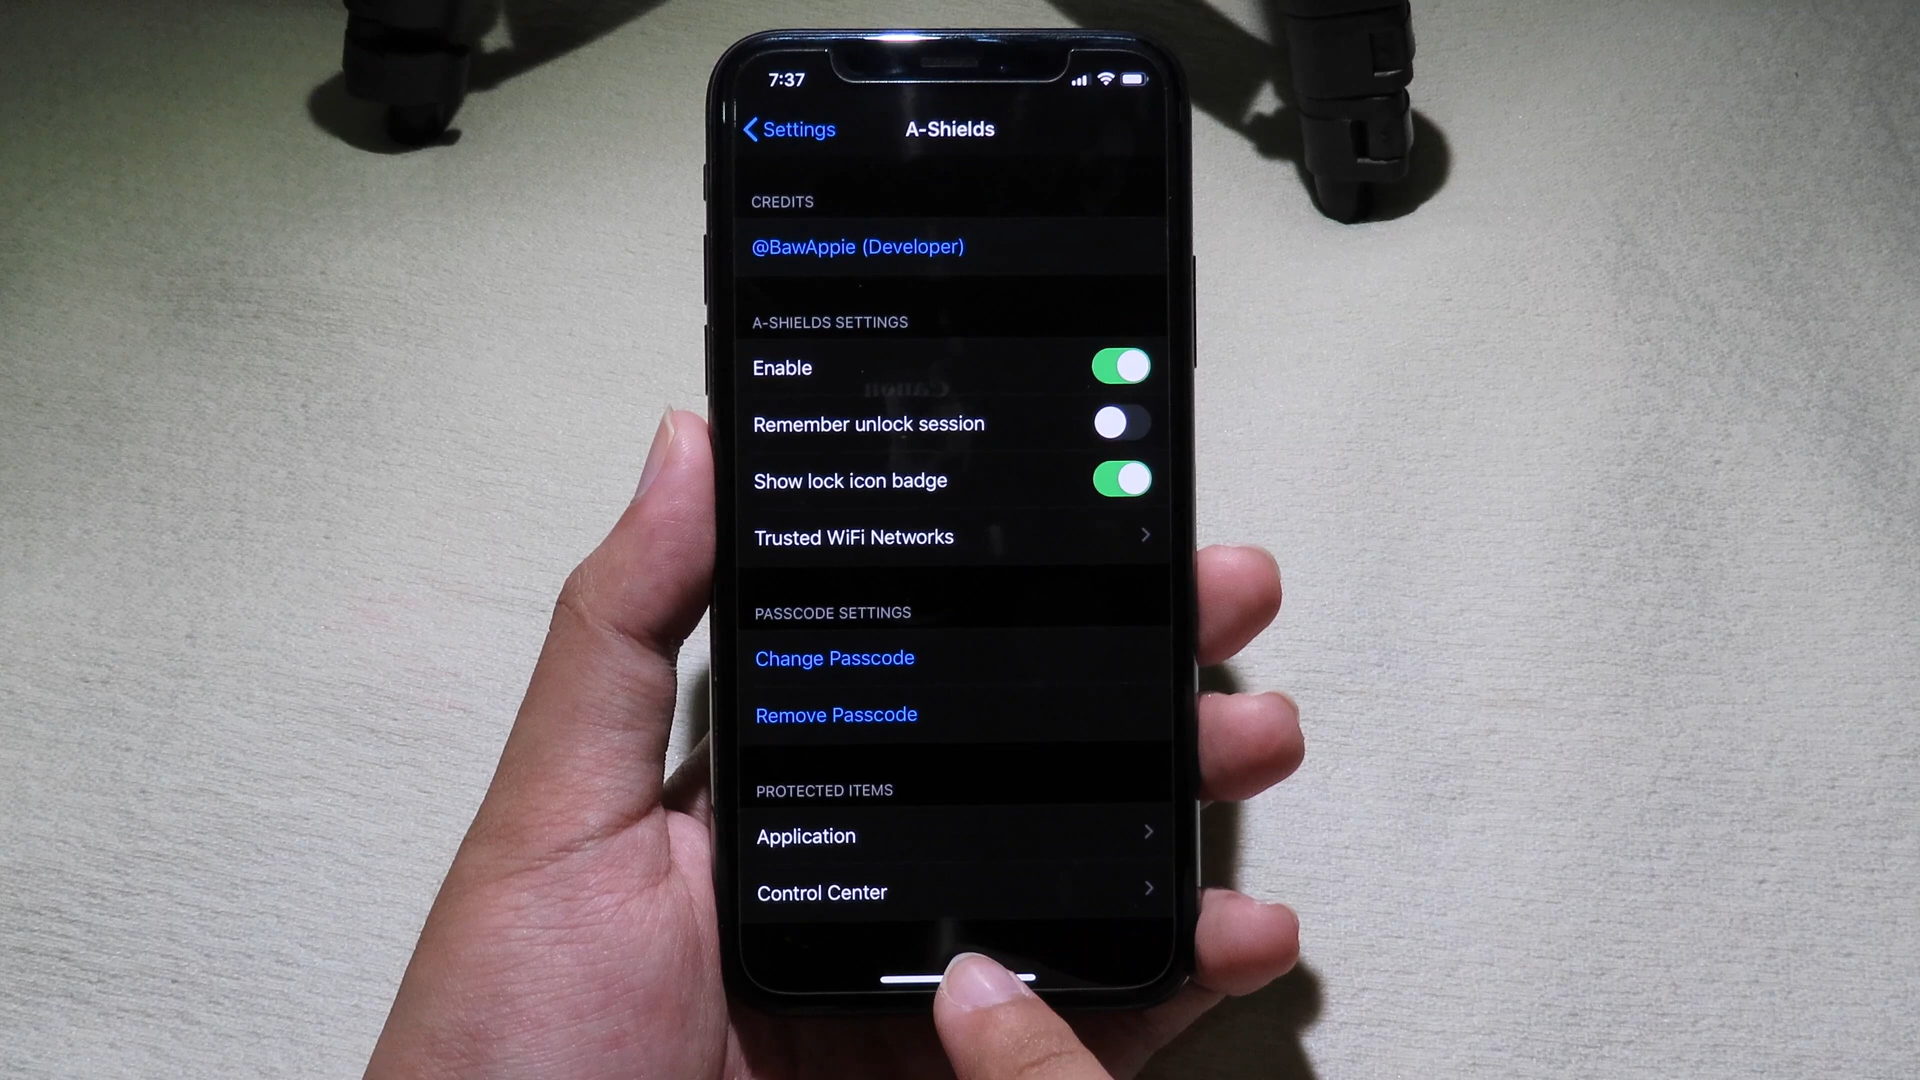 7:37
Settings
A-Shields
CREDITS
@BawAppie (Developer)
A-SHIELDS SETTINGS
Enable
Remember unlock session
Show lock icon badge
Trusted WiFi Networks
PASSCODE SETTINGS
Change Passcode
Remove Passcode
PROTECTED ITEMS
Application
Control Center
Canon